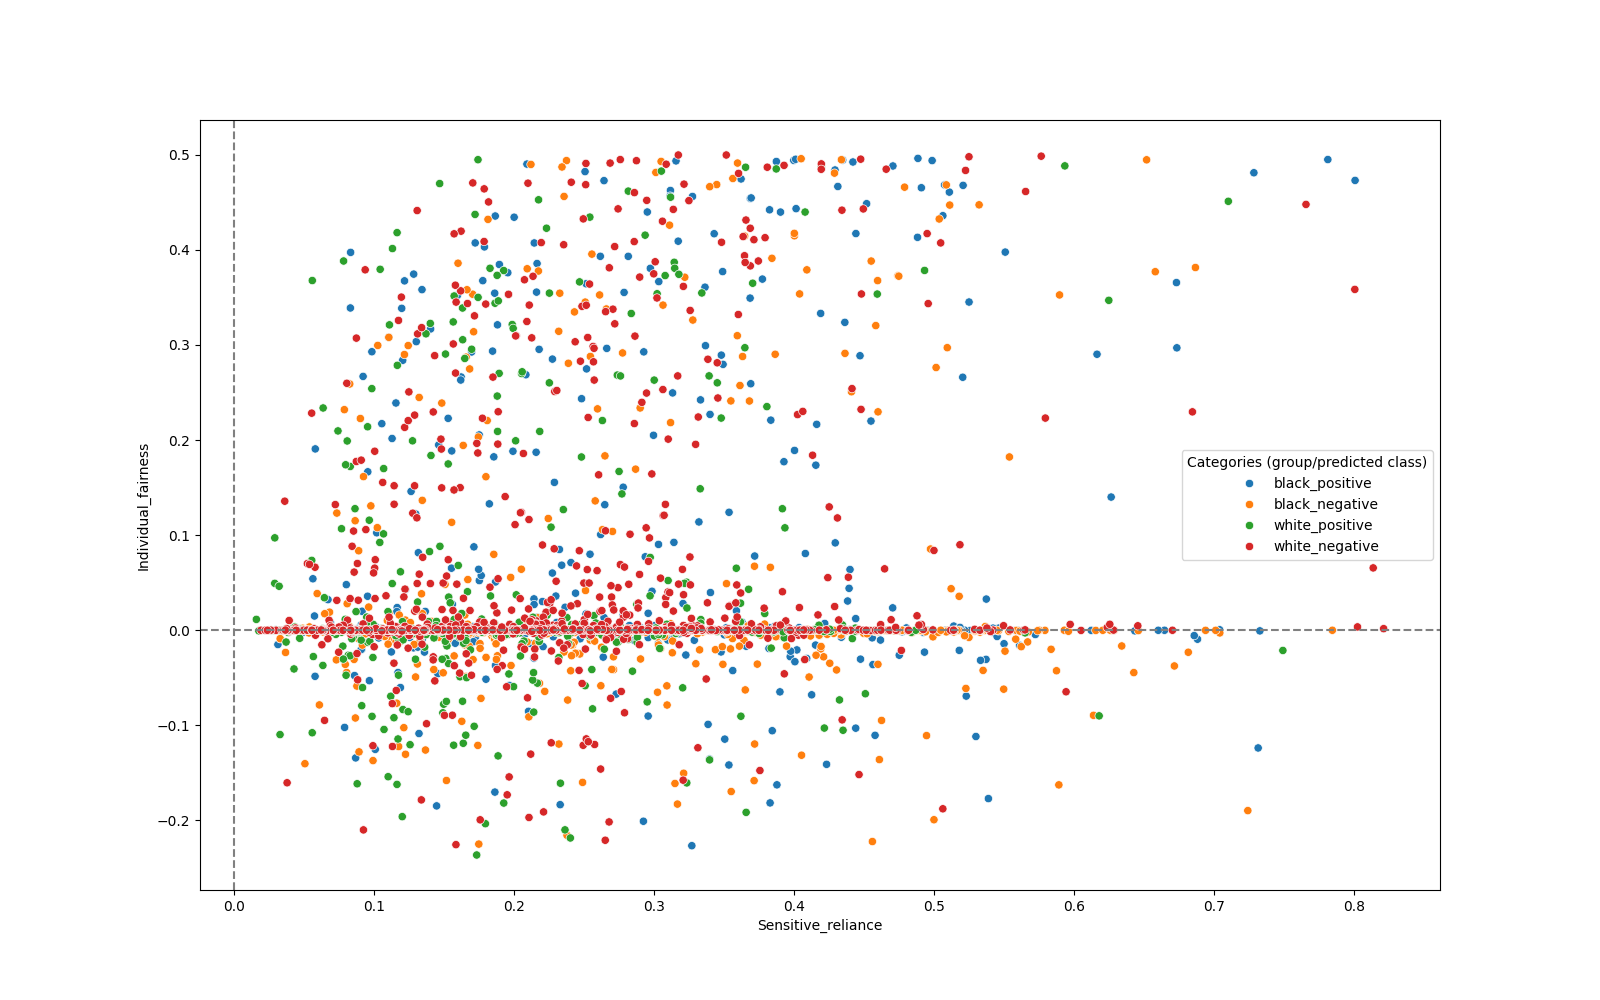 0.5
0.4
0.3
0.2
0.1
0.0
−0.1
−0.2
Individual_fairness
Categories (group/predicted class)
black_positive
black_negative
white_positive
white_negative
0.0 0.1 0.2 0.3 0.4 0.5 0.6 0.7 0.8
Sensitive_reliance